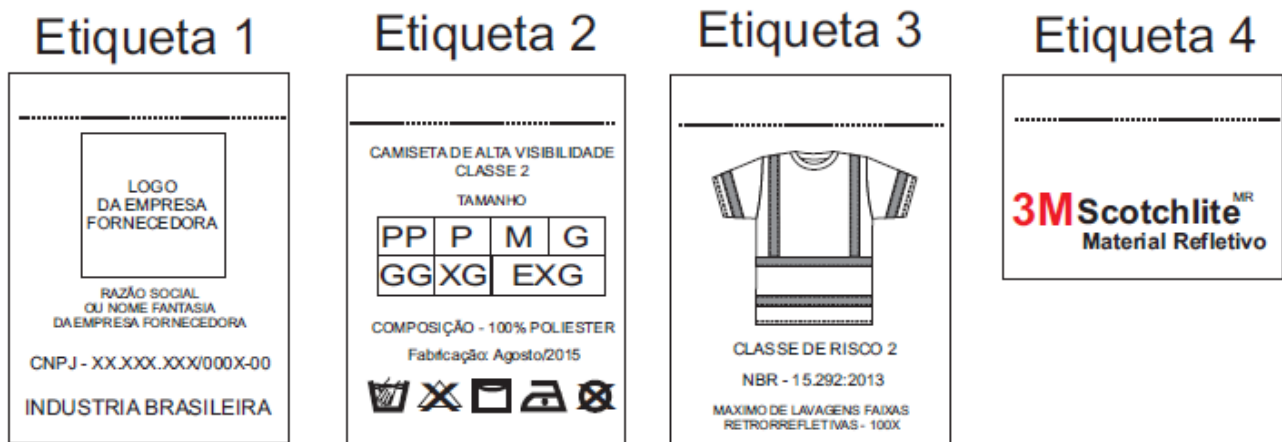 Etiqueta 1
LOGO
DA EMPRESA
FORNECEDORA
RAZÃO SOCIAL
OU NOME FANTASIA
DA EMPRESA FORNECEDORA
CNPJ - XX.XXX.XXX/000X-00
INDUSTRIA BRASILEIRA
Etiqueta 2
CAMISETA DE ALTA VISIBILIDADE
CLASSE 2
TAMANHO
PP P M G
GG XG EXG
COMPOSIÇÃO - 100% POLIESTER
Fabricação: Agosto/2015
Etiqueta 3
CLASSE DE RISCO 2
NBR - 15.292:2013
MAXIMO DE LAVAGENS FAIXAS
RETRORREFLETIVAS - 100X
Etiqueta 4
3M Scotchlite MR
Material Refletivo